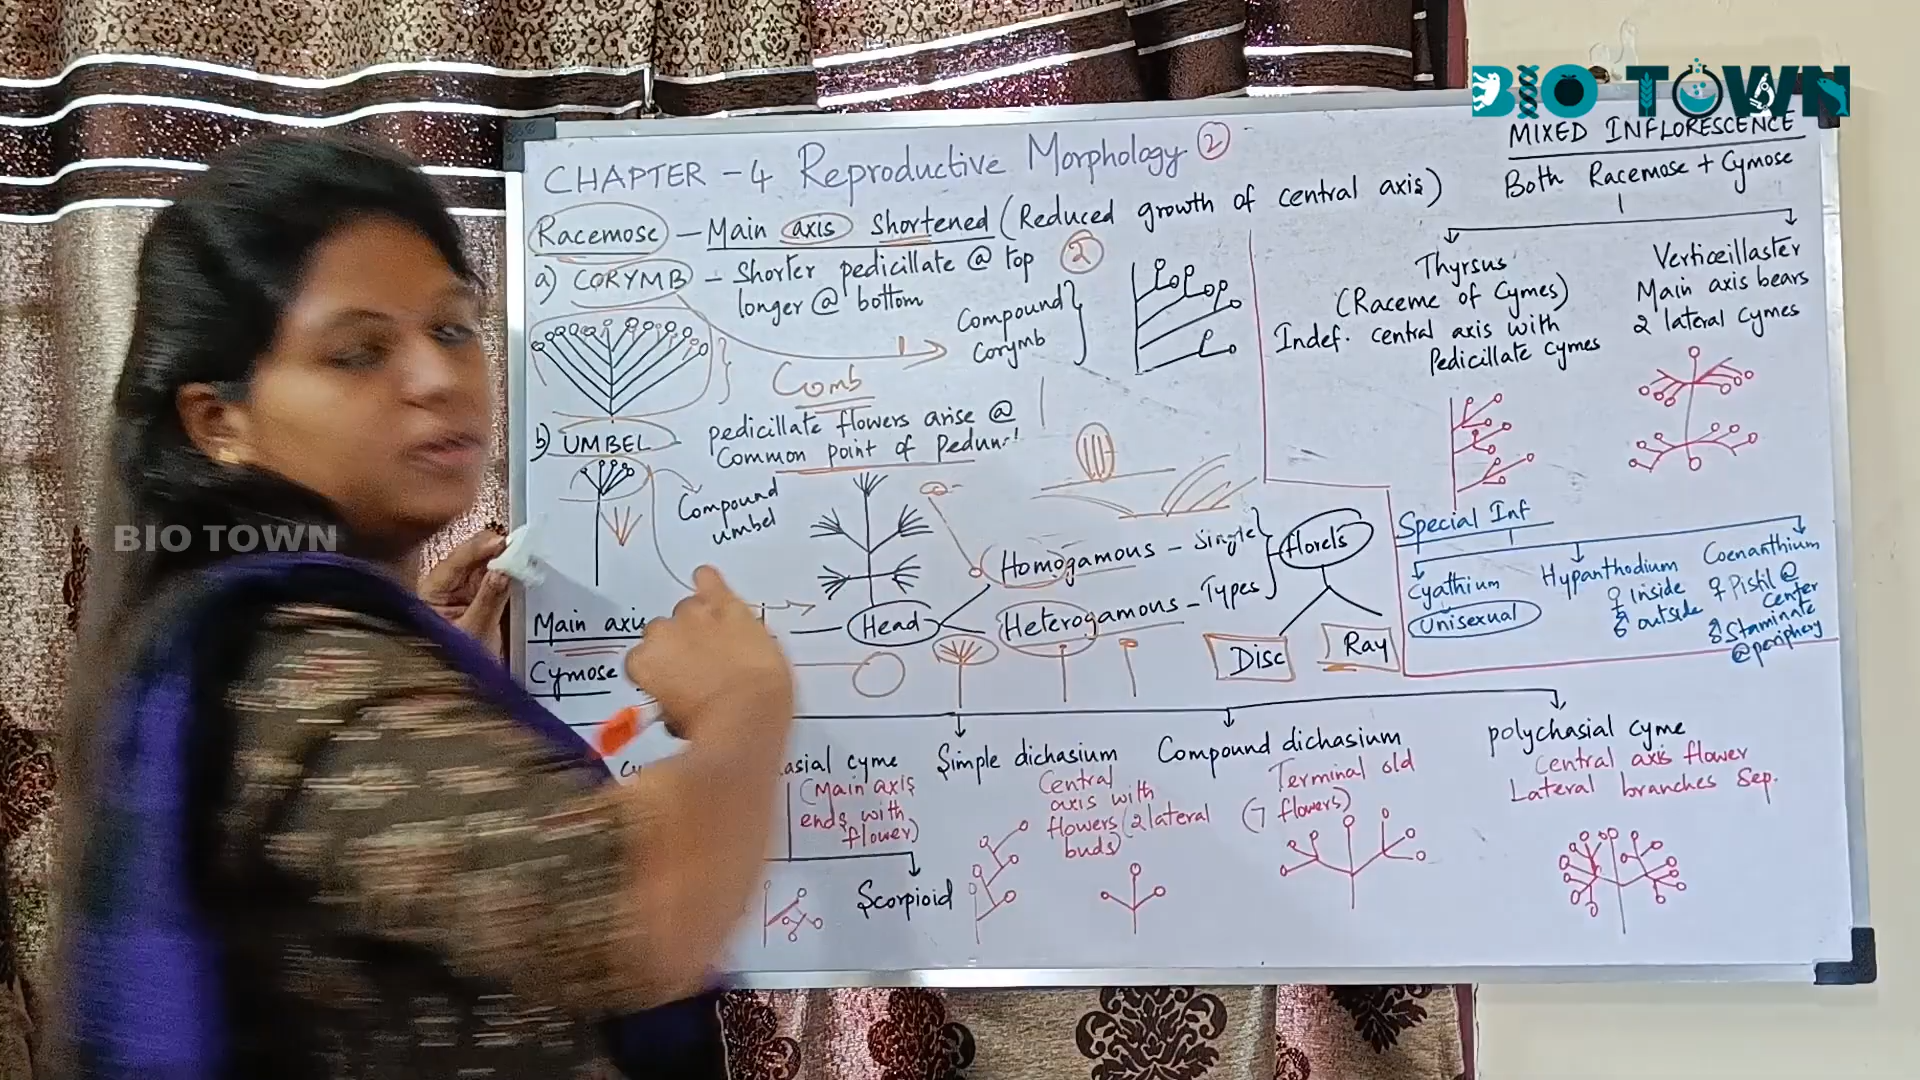 BIO TOWN
CHAPTER - 4 Reproductive Morphology 2
Racemose - Main axis shortened (Reduced growth of central axis)
a) CORYMB - Shorter pedicillate @ top
longer @ bottom
2
Compound
Corymb
Comb
b) UMBEL - pedicillate flowers arise @
Common point of
Compound
umbel
Main axis
Head
Homogamous - Single
Heterogamous - Types
florets
Disc
Ray
Cymose
MIXED INFLORESCENCE
Both Racemose + Cymose
Thyrsus
(Raceme of Cymes)
Indef. central axis with
Pedicillate cymes
Verticeillaster
Main axis bears
2 lateral cymes
Special Inf
Cyathium
Unisexual
Hypanthodium
♀ inside
♂ outside
Coenanthium
♀ Pistil @
center
♂ Staminate
@periphery
asial cyme
(Main axis
ends with
flower)
Scorpioid
Simple dichasium
Central
axis with
flowers (2 lateral
buds)
Compound dichasium
Terminal old
(7 flowers)
polychasial cyme
Central axis flower
Lateral branches Sep.
BIO TOWN